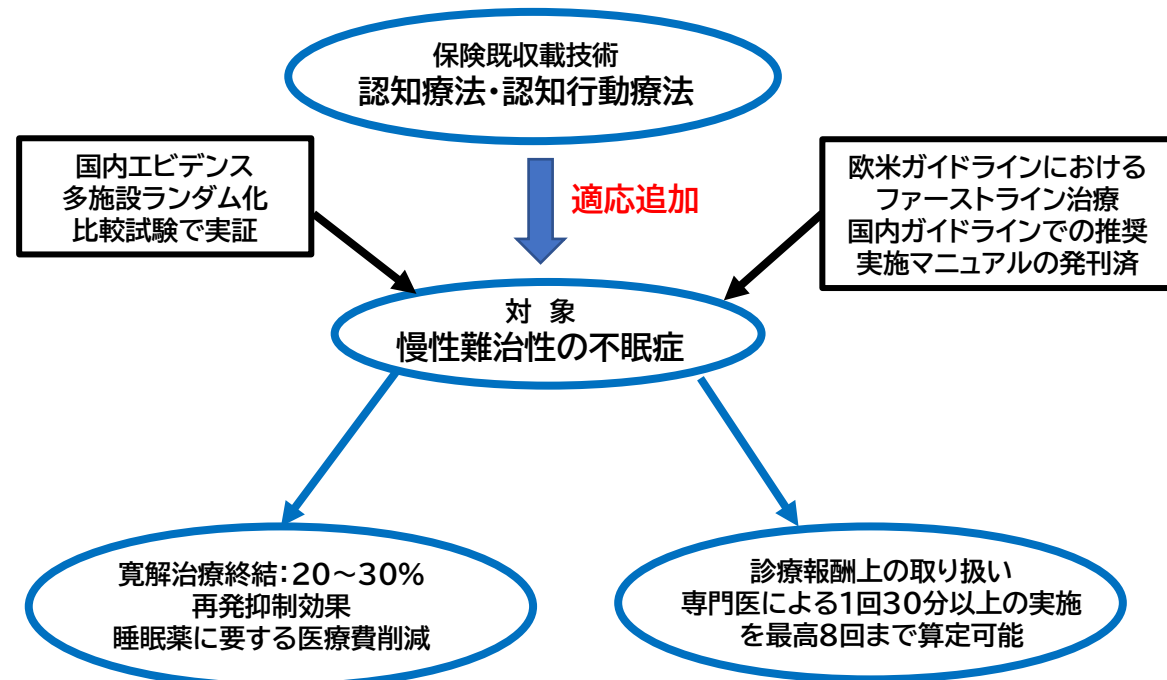 保険既収載技術
認知療法・認知行動療法
国内エビデンス
多施設ランダム化
比較試験で実証
適応追加
欧米ガイドラインにおける
ファーストライン治療
国内ガイドラインでの推奨
実施マニュアルの発刊済
対 象
慢性難治性の不眠症
寛解治療終結：20～30%
再発抑制効果
睡眠薬に要する医療費削減
診療報酬上の取り扱い
専門医による1回30分以上の実施
を最高8回まで算定可能